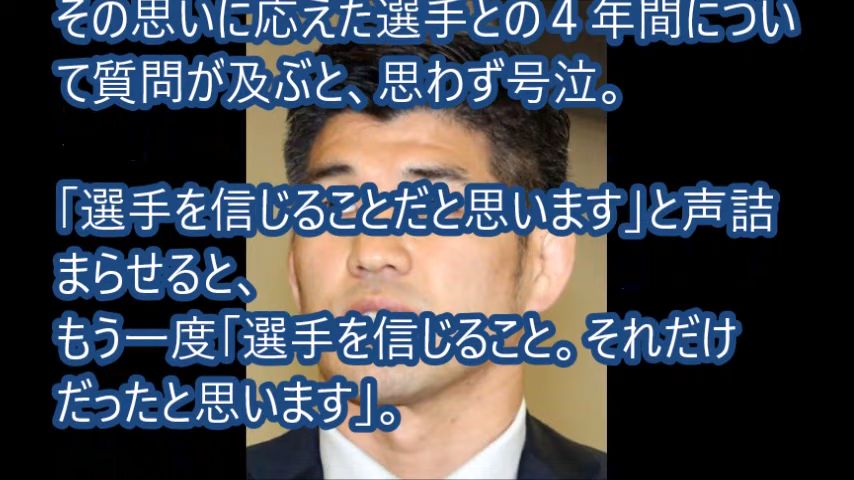 その思いに応えた選手との４年間につい
て質問が及ぶと、思わず号泣。
「選手を信じることだと思います」と声詰
まらせると、
もう一度「選手を信じること。それだけ
だったと思います」。